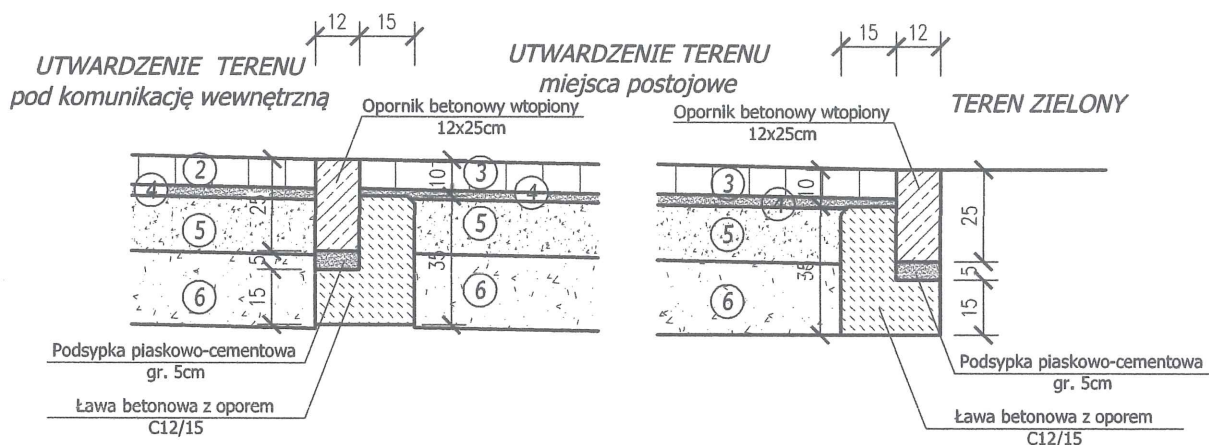 12 15
UTWARDZENIE TERENU
pod komunikację wewnętrzną
Opornik betonowy wtopiony
12x25cm
2
3
4
4
10
25
5
5
5
35
15
6
6
Podsypka piaskowo-cementowa
gr. 5cm
Ława betonowa z oporem
C12/15
15 12
UTWARDZENIE TERENU
miejsca postojowe
Opornik betonowy wtopiony
12x25cm
TEREN ZIELONY
3
10
4
25
5
5
35
15
6
Podsypka piaskowo-cementowa
gr. 5cm
Ława betonowa z oporem
C12/15